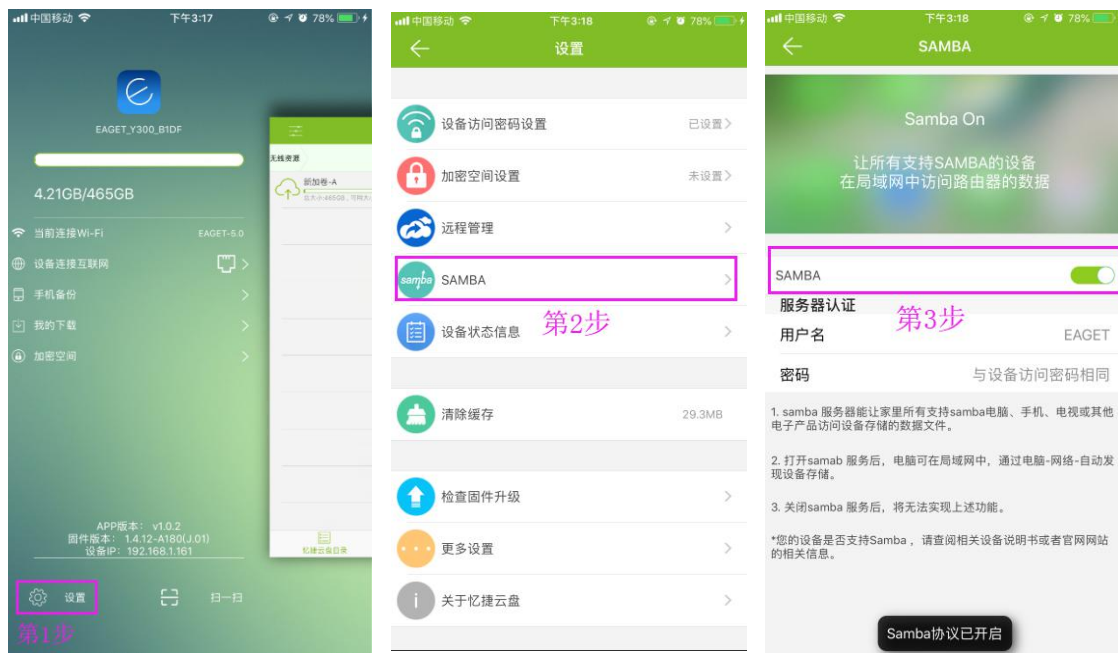 中国移动
下午3:17
78%
EAGET_Y300_B1DF
4.21GB/465GB
当前连接Wi-Fi
EAGET-5.0
设备连接互联网
手机备份
我的下载
加密空间
无线资源
新加卷-A
APP版本： v1.0.2
固件版本： 1.4.12-A180(J.01)
设备IP： 192.168.1.161
忆捷云盘目录
设置
扫一扫
第1步
中国移动
下午3:18
78%
设置
设备访问密码设置
已设置
加密空间设置
未设置
远程管理
samba
SAMBA
第2步
设备状态信息
清除缓存
29.3MB
检查固件升级
更多设置
关于忆捷云盘
中国移动
下午3:18
78%
SAMBA
Samba On
让所有支持SAMBA的设备
在局域网中访问路由器的数据
SAMBA
服务器认证
第3步
用户名
EAGET
密码
与设备访问密码相同
1. samba 服务器能让家里所有支持samba电脑、手机、电视或其他
电子产品访问设备存储的数据文件。
2. 打开samab 服务后，电脑可在局域网中，通过电脑-网络-自动发
现设备存储。
3. 关闭samba 服务后，将无法实现上述功能。
*您的设备是否支持Samba ，请查阅相关设备说明书或者官网网站
的相关信息。
Samba协议已开启